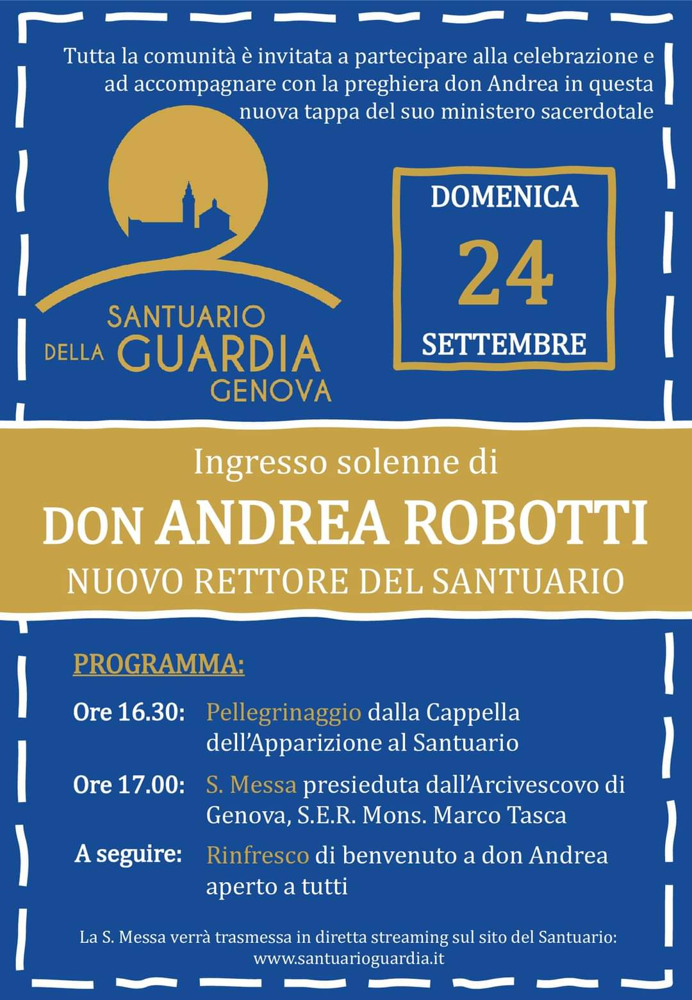 Tutta la comunità è invitata a partecipare alla celebrazione e
ad accompagnare con la preghiera don Andrea in questa
nuova tappa del suo ministero sacerdotale
SANTUARIO
DELLA GUARDIA
GENOVA
DOMENICA
24
SETTEMBRE
Ingresso solenne di
DON ANDREA ROBOTTI
NUOVO RETTORE DEL SANTUARIO
PROGRAMMA:
Ore 16.30: Pellegrinaggio dalla Cappella
dell'Apparizione al Santuario
Ore 17.00: S. Messa presieduta dall'Arcivescovo di
Genova, S.E.R. Mons. Marco Tasca
A seguire: Rinfresco di benvenuto a don Andrea
aperto a tutti
La S. Messa verrà trasmessa in diretta streaming sul sito del Santuario:
www.santuarioguardia.it